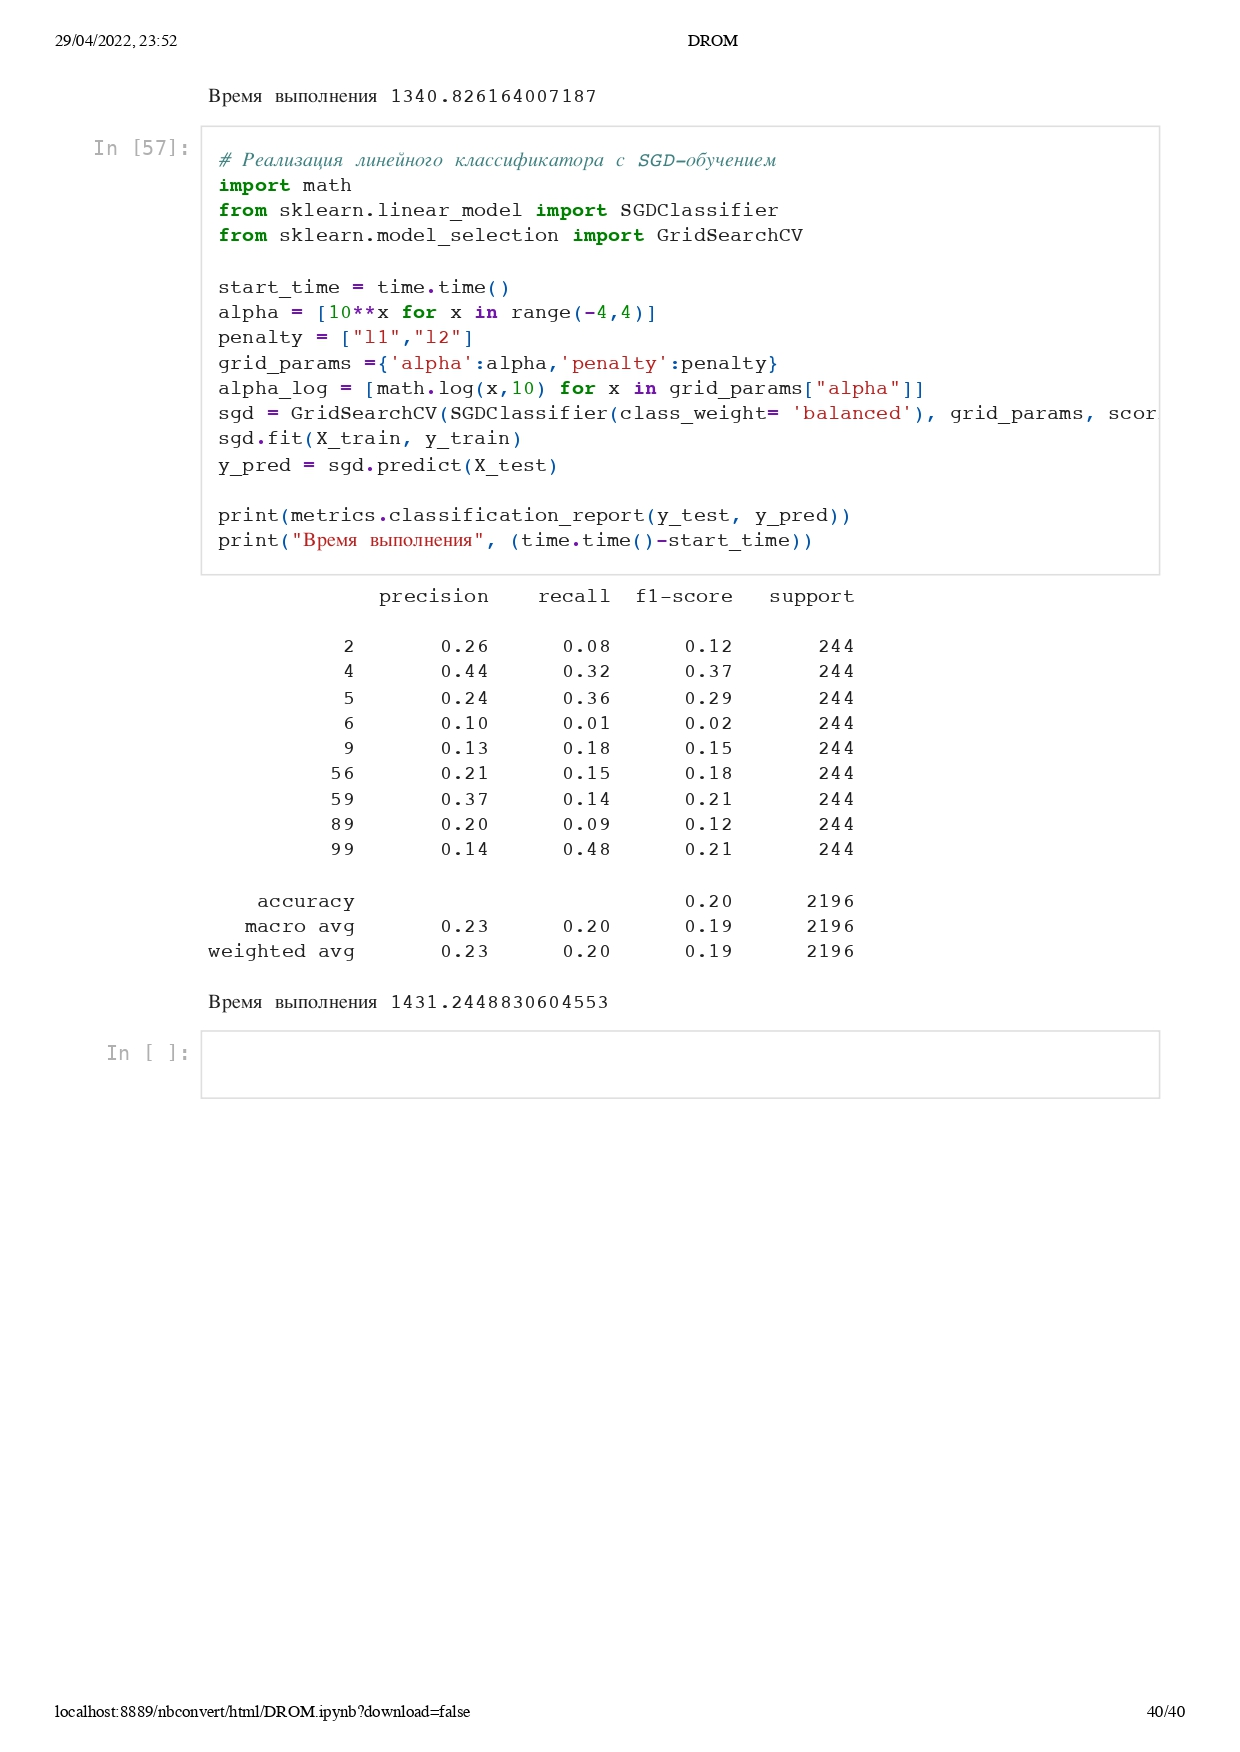 29/04/2022, 23:52
DROM
Время выполнения 1340.826164007187
In [57]:
# Реализация линейного классификатора с SGD-обучением
import math
from sklearn.linear_model import SGDClassifier
from sklearn.model_selection import GridSearchCV
start_time = time.time()
alpha = [10**x for x in range(-4,4)]
penalty = ["l1","l2"]
grid_params ={'alpha':alpha,'penalty':penalty}
alpha_log = [math.log(x,10) for x in grid_params["alpha"]]
sgd = GridSearchCV(SGDClassifier(class_weight= 'balanced'), grid_params, scor
sgd.fit(X_train, y_train)
y_pred = sgd.predict(X_test)
print(metrics.classification_report(y_test, y_pred))
print("Время выполнения", (time.time()-start_time))
precision recall f1-score support
2 0.26 0.08 0.12 244
4 0.44 0.32 0.37 244
5 0.24 0.36 0.29 244
6 0.10 0.01 0.02 244
9 0.13 0.18 0.15 244
56 0.21 0.15 0.18 244
59 0.37 0.14 0.21 244
89 0.20 0.09 0.12 244
99 0.14 0.48 0.21 244
accuracy 0.20 2196
macro avg 0.23 0.20 0.19 2196
weighted avg 0.23 0.20 0.19 2196
Время выполнения 1431.2448830604553
In [ ]:
localhost:8889/nbconvert/html/DROM.ipynb?download=false
40/40